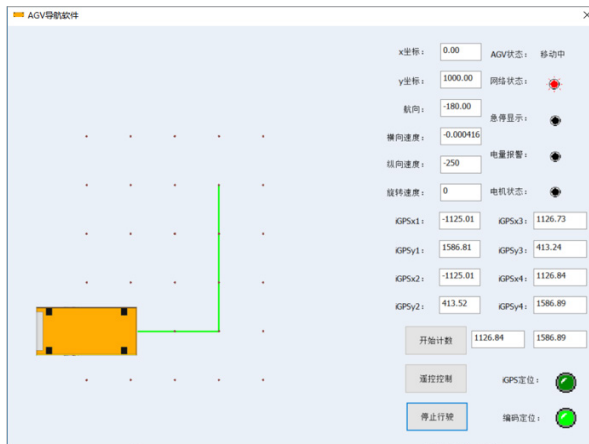 AGV导航软件
x坐标： 0.00 AGV状态： 移动中
y坐标： 1000.00 网络状态：
航向： -180.00 急停显示：
横向速度： -0.000416 电量报警：
纵向速度： -250
旋转速度： 0 电机状态：
iGPSx1： -1125.01 iGPSx3： 1126.73
iGPSy1： 1586.81 iGPSy3： 413.24
iGPSx2： -1125.01 iGPSx4： 1126.84
iGPSy2： 413.52 iGPSy4： 1586.89
开始计数 1126.84 1586.89
遥控控制 iGPS定位：
停止行驶 编码定位：